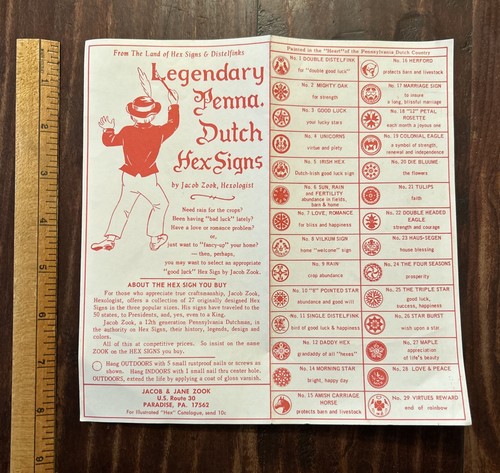 From The Land of Hex Signs & Distelfinks
Legendary
Penna.
Dutch
Hex Signs
by Jacob Zook, Hexologist
Need rain for the crops?
Been having "bad luck" lately?
Have a love or romance problem?
or,
just want to "fancy-up" your home?
— then, perhaps,
you may want to select an appropriate
"good luck" Hex Sign by Jacob Zook.
ABOUT THE HEX SIGN YOU BUY
For those who appreciate true craftsmanship, Jacob Zook,
Hexologist, offers a collection of 27 originally designed Hex
Signs in the three popular sizes. His signs have traveled to the
50 states, to Presidents, and, yes, even to a King.
Jacob Zook, a 12th generation Pennsylvania Dutchman, is
the authority on Hex Signs, their history, legends, design and
colors.
All of this at competitive prices. So insist on the name
ZOOK on the HEX SIGNS you buy.
Hang OUTDOORS with 5 small rustproof nails or screws as
shown. Hang INDOORS with 1 small nail thru center hole.
OUTDOORS, extend the life by applying a coat of gloss varnish.
JACOB & JANE ZOOK
U.S. Route 30
PARADISE, PA. 17562
For Illustrated "Hex" Catalogue, send 10c
Painted in the "Heart" of the Pennsylvania Dutch Country
No. 1 DOUBLE DISTELFINK
for "double good luck"
No. 2 MIGHTY OAK
for strength
No. 3 GOOD LUCK
your lucky stars
No. 4 UNICORNS
virtue and piety
No. 5 IRISH HEX
Dutch-Irish good luck sign
No. 6 SUN, RAIN
and FERTILITY
abundance in fields,
barn & home
No. 7 LOVE, ROMANCE
for bliss and happiness
No. 8 VILKUM SIGN
home "welcome" sign
No. 9 RAIN
crop abundance
No. 10 "8" POINTED STAR
abundance and good will
No. 11 SINGLE DISTELFINK
bird of good luck & happiness
No. 12 DADDY HEX
grandaddy of all "hexes"
No. 14 MORNING STAR
bright, happy day
No. 15 AMISH CARRIAGE
HORSE
protects barn and livestock
No. 16 HERFORD
protects barn and livestock
No. 17 MARRIAGE SIGN
to insure
a long, blissful marriage
No. 18 "12" PETAL
ROSETTE
each month a joyous one
No. 19 COLONIAL EAGLE
a symbol of strength,
renewal and independence
No. 20 DIE BLUUME
the flowers
No. 21 TULIPS
faith
No. 22 DOUBLE HEADED
EAGLE
strength and courage
No. 23 HAUS-SEGEN
house blessing
No. 24 THE FOUR SEASONS
prosperity
No. 25 THE TRIPLE STAR
good luck,
success, happiness
No. 26 STAR BURST
wish upon a star
No. 27 MAPLE
appreciation
of life's beauty
No. 28 LOVE & PEACE
No. 29 VIRTUES REWARD
end of rainbow
1
2
3
4
5
6
7
8
9